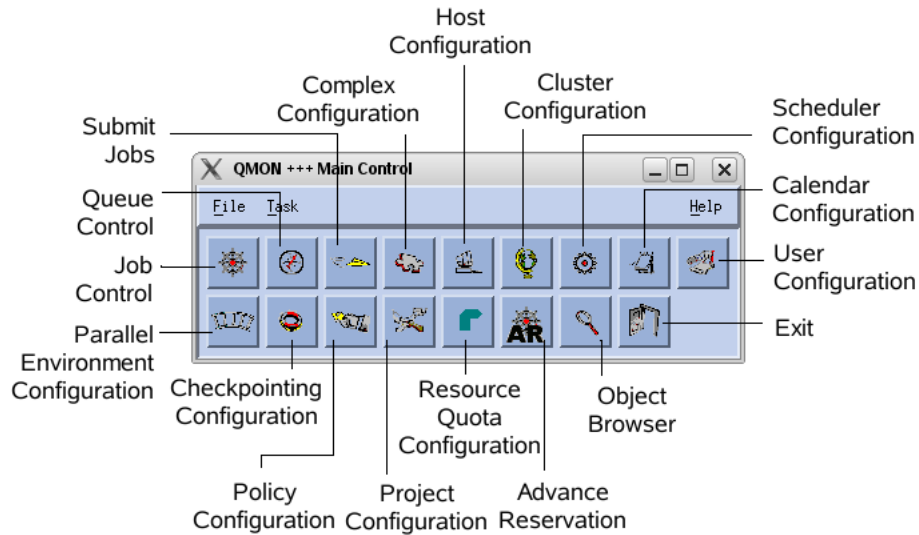 Host
Configuration
Complex
Configuration
Cluster
Configuration
Scheduler
Configuration
Submit
Jobs
QMON +++ Main Control
Calendar
Configuration
Queue
Control
File Task Help
User
Configuration
Job
Control
Parallel
Environment
Configuration
AR
Exit
Checkpointing
Configuration
Resource
Quota
Configuration
Object
Browser
Policy
Configuration
Project
Configuration
Advance
Reservation